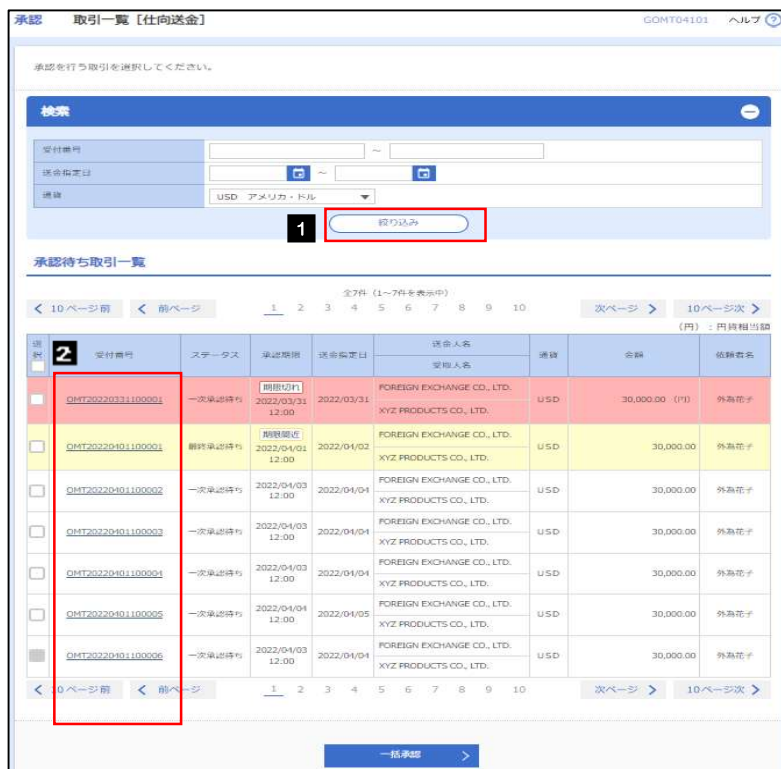 承認 取引一覧［仕向送金］ GOMT04101 ヘルプ ?
承認を行う取引を選択してください。
検索
受付番号 ～
送金指定日 ～
通貨 USD アメリカ・ドル
1 絞り込み
承認待ち取引一覧
全7件（1～7件を表示中）
10ページ前 前ページ 1 2 3 4 5 6 7 8 9 10 次ページ 10ページ次
（円）：円貨相当額
選択 2 受付番号 ステータス 承認期限 送金指定日 送金人名 受取人名 通貨 金額 依頼者名
OMT20220331100001 一次承認待ち 期限切れ 2022/03/31 12:00 2022/03/31 FOREIGN EXCHANGE CO., LTD. XYZ PRODUCTS CO., LTD. USD 30,000.00 (円) 外為花子
OMT20220401100001 最終承認待ち 期限間近 2022/04/01 12:00 2022/04/02 FOREIGN EXCHANGE CO., LTD. XYZ PRODUCTS CO., LTD. USD 30,000.00 外為花子
OMT20220401100002 一次承認待ち 2022/04/03 12:00 2022/04/04 FOREIGN EXCHANGE CO., LTD. XYZ PRODUCTS CO., LTD. USD 30,000.00 外為花子
OMT20220401100003 一次承認待ち 2022/04/03 12:00 2022/04/04 FOREIGN EXCHANGE CO., LTD. XYZ PRODUCTS CO., LTD. USD 30,000.00 外為花子
OMT20220401100004 一次承認待ち 2022/04/03 12:00 2022/04/04 FOREIGN EXCHANGE CO., LTD. XYZ PRODUCTS CO., LTD. USD 30,000.00 外為花子
OMT20220401100005 一次承認待ち 2022/04/04 12:00 2022/04/05 FOREIGN EXCHANGE CO., LTD. XYZ PRODUCTS CO., LTD. USD 30,000.00 外為花子
OMT20220401100006 一次承認待ち 2022/04/03 12:00 2022/04/04 FOREIGN EXCHANGE CO., LTD. XYZ PRODUCTS CO., LTD. USD 30,000.00 外為花子
10ページ前 前ページ 1 2 3 4 5 6 7 8 9 10 次ページ 10ページ次
一括承認